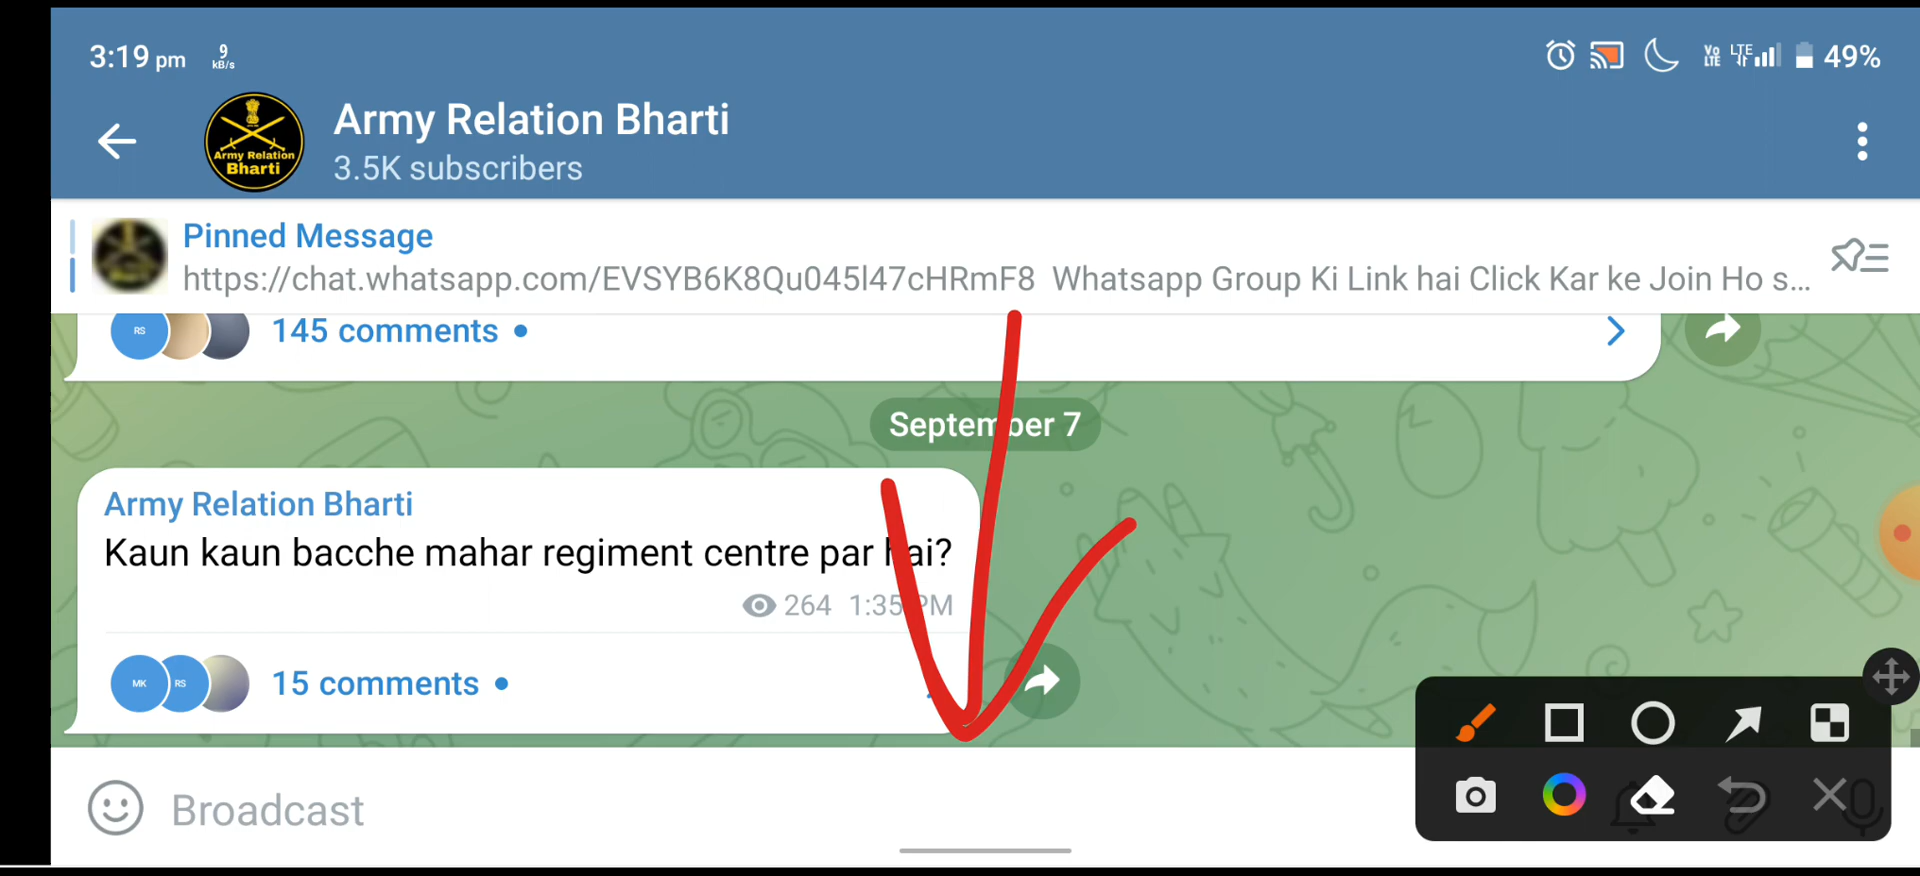 3:19 pm 9 kB/s Vo LTE LTE 49%
Army Relation Bharti
3.5K subscribers
Army Relation
Bharti
Pinned Message
https://chat.whatsapp.com/EVSYB6K8Qu045l47cHRmF8 Whatsapp Group Ki Link hai Click Kar ke Join Ho s...
RS 145 comments
September 7
Army Relation Bharti
Kaun kaun bacche mahar regiment centre par hai?
264 1:35 PM
MK RS 15 comments
Broadcast